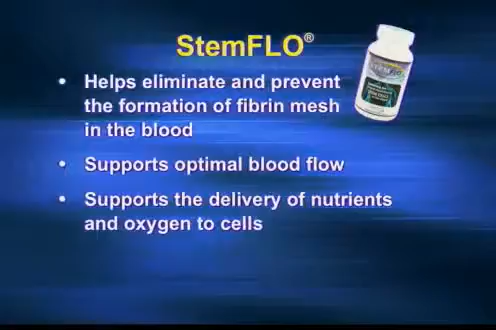 StemFLO®
• Helps eliminate and prevent
the formation of fibrin mesh
in the blood
• Supports optimal blood flow
• Supports the delivery of nutrients
and oxygen to cells
STEMFLO